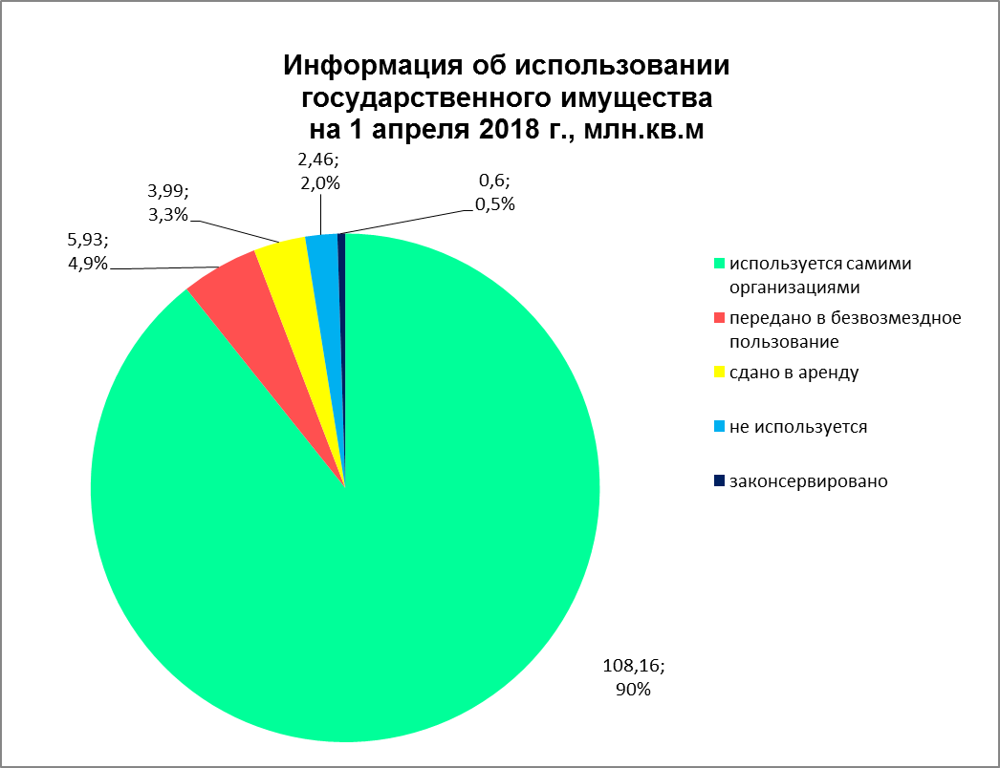 Информация об использовании
государственного имущества
на 1 апреля 2018 г., млн.кв.м
2,46;
2,0%
0,6;
0,5%
3,99;
3,3%
5,93;
4,9%
используется самими
организациями
передано в безвозмездное
пользование
сдано в аренду
не используется
законсервировано
108,16;
90%